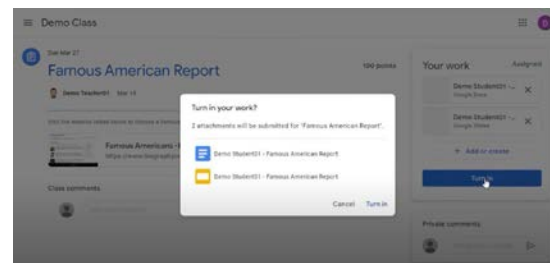 Demo Class
Due Mar 27
Famous American Report
100 points
Demo Teacher01 Mar 14
Famous Americans
Class comments
Turn in your work?
2 attachments will be submitted for 'Famous American Report'.
Demo Student01 - Famous American Report
Demo Student01 - Famous American Report
Cancel
Turn in
Your work
Assigned
Demo Student01 -...
Google Docs
Demo Student01 -...
Google Slides
+ Add or create
Turn in
Private comments